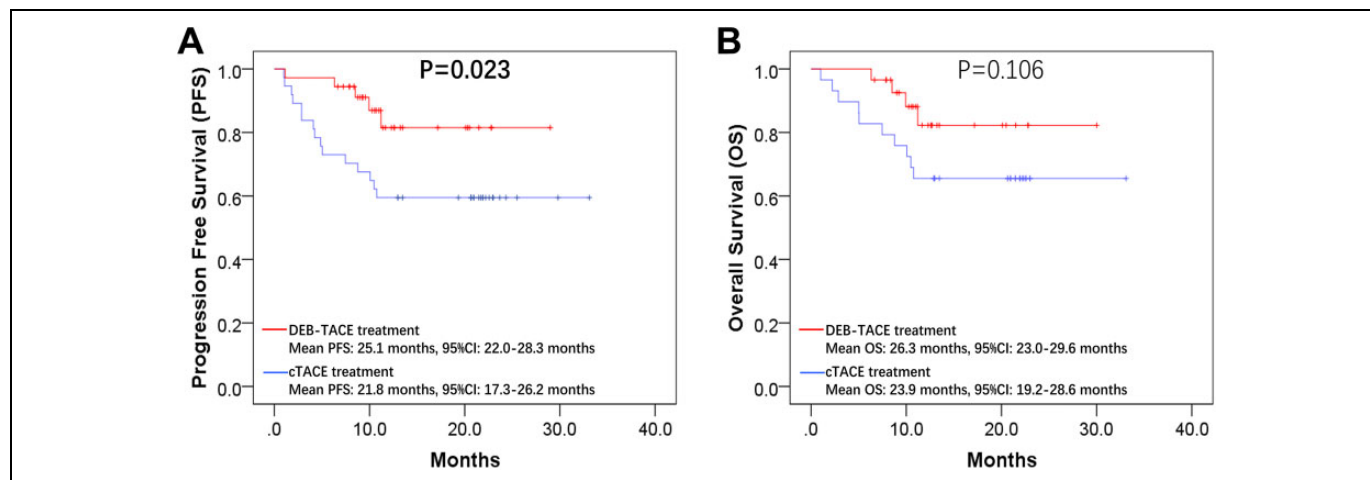 A
Progression Free Survival (PFS)
1.0
0.8
0.6
0.4
0.2
0.0
P=0.023
DEB-TACE treatment
Mean PFS: 25.1 months, 95%CI: 22.0-28.3 months
cTACE treatment
Mean PFS: 21.8 months, 95%CI: 17.3-26.2 months
.0 10.0 20.0 30.0 40.0
Months
B
Overall Survival (OS)
1.0
0.8
0.6
0.4
0.2
0.0
P=0.106
DEB-TACE treatment
Mean OS: 26.3 months, 95%CI: 23.0-29.6 months
cTACE treatment
Mean OS: 23.9 months, 95%CI: 19.2-28.6 months
.0 10.0 20.0 30.0 40.0
Months